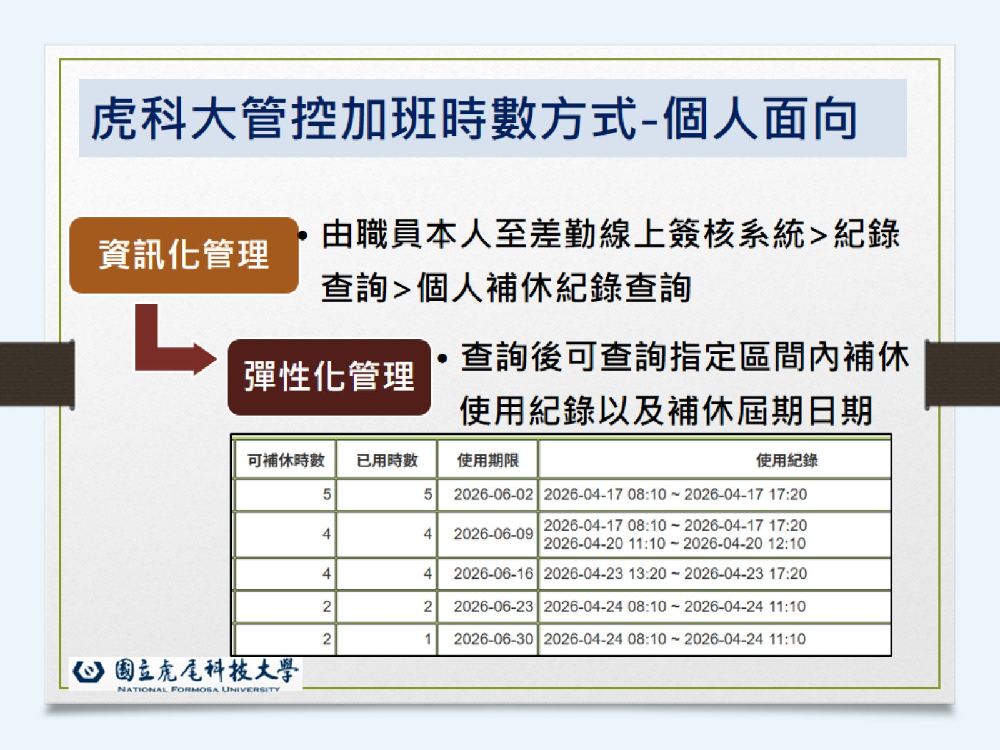 虎科大管控加班時數方式-個人面向
資訊化管理
• 由職員本人至差勤線上簽核系統>紀錄
查詢>個人補休紀錄查詢
彈性化管理
• 查詢後可查詢指定區間內補休
使用紀錄以及補休屆期日期
可補休時數 已用時數 使用期限 使用紀錄
5 5 2026-06-02 2026-04-17 08:10 ~ 2026-04-17 17:20
4 4 2026-06-09 2026-04-17 08:10 ~ 2026-04-17 17:20
2026-04-20 11:10 ~ 2026-04-20 12:10
4 4 2026-06-16 2026-04-23 13:20 ~ 2026-04-23 17:20
2 2 2026-06-23 2026-04-24 08:10 ~ 2026-04-24 11:10
2 1 2026-06-30 2026-04-24 08:10 ~ 2026-04-24 11:10
國立虎尾科技大學
NATIONAL FORMOSA UNIVERSITY